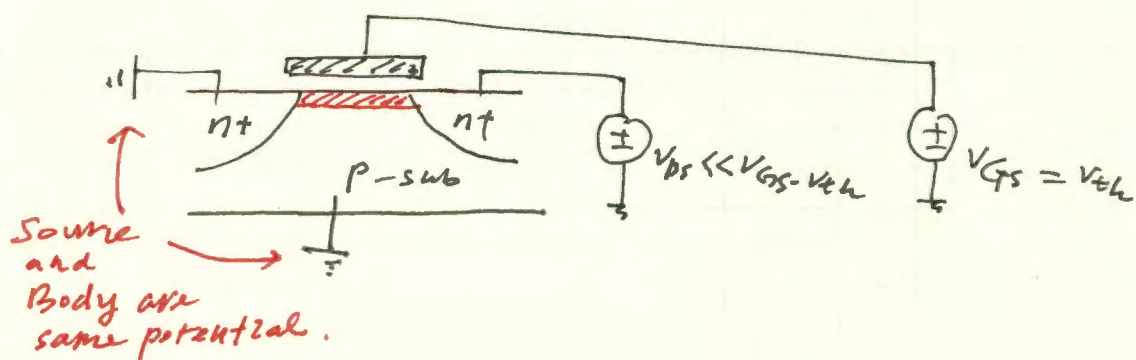 n+
n+
p-sub
VDS << VGS - Vth
VGS = Vth
Source
and
Body are
same potential.